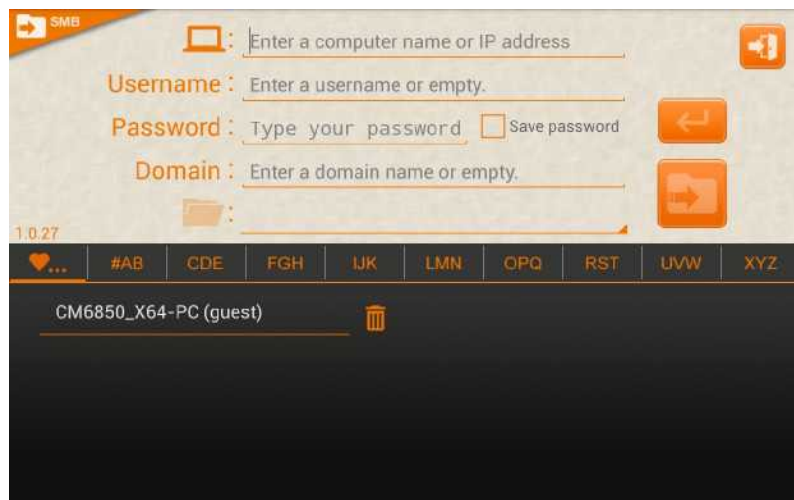 SMB
: Enter a computer name or IP address
Username : Enter a username or empty.
Password : Type your password Save password
Domain : Enter a domain name or empty.
:
1.0.27
... #AB CDE FGH IJK LMN OPQ RST UVW XYZ
CM6850_X64-PC (guest)